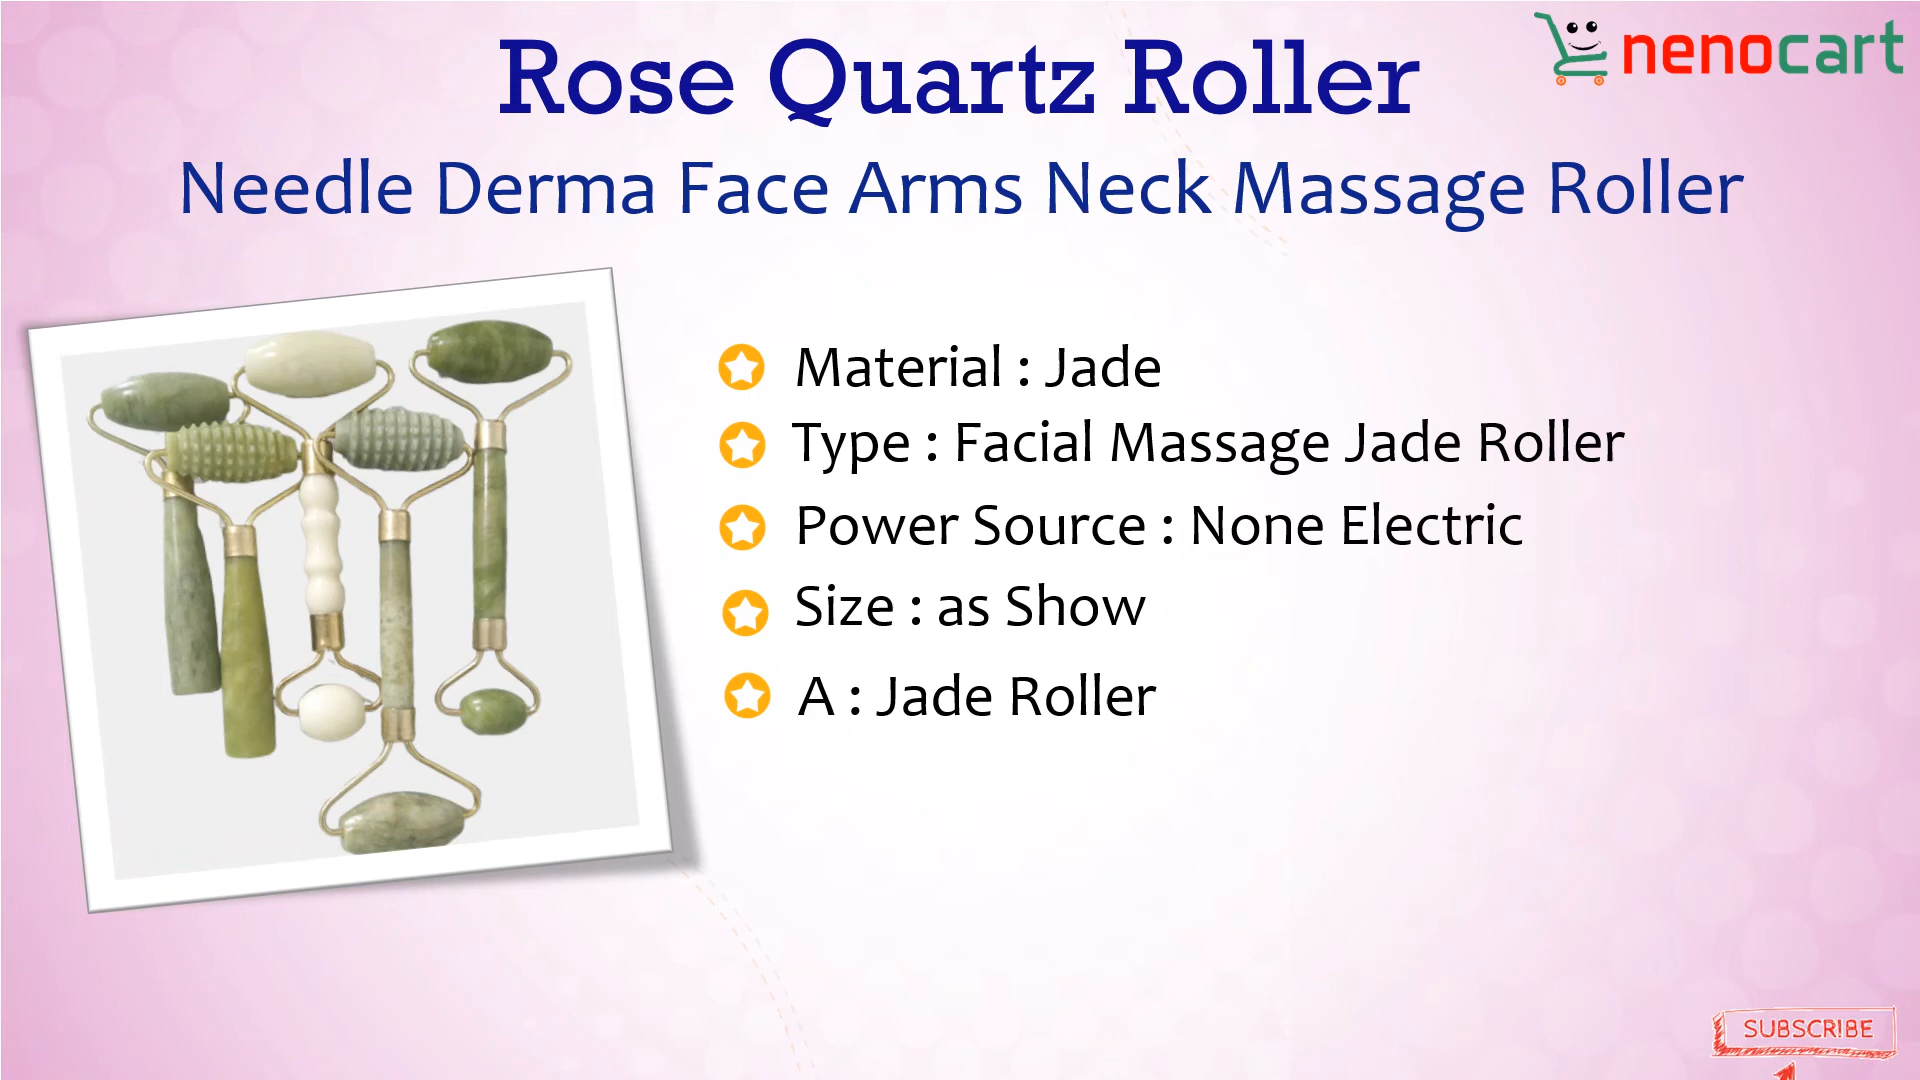 Rose Quartz Roller
nenocart
Needle Derma Face Arms Neck Massage Roller
Material : Jade
Type : Facial Massage Jade Roller
Power Source : None Electric
Size : as Show
A : Jade Roller
SUBSCRIBE